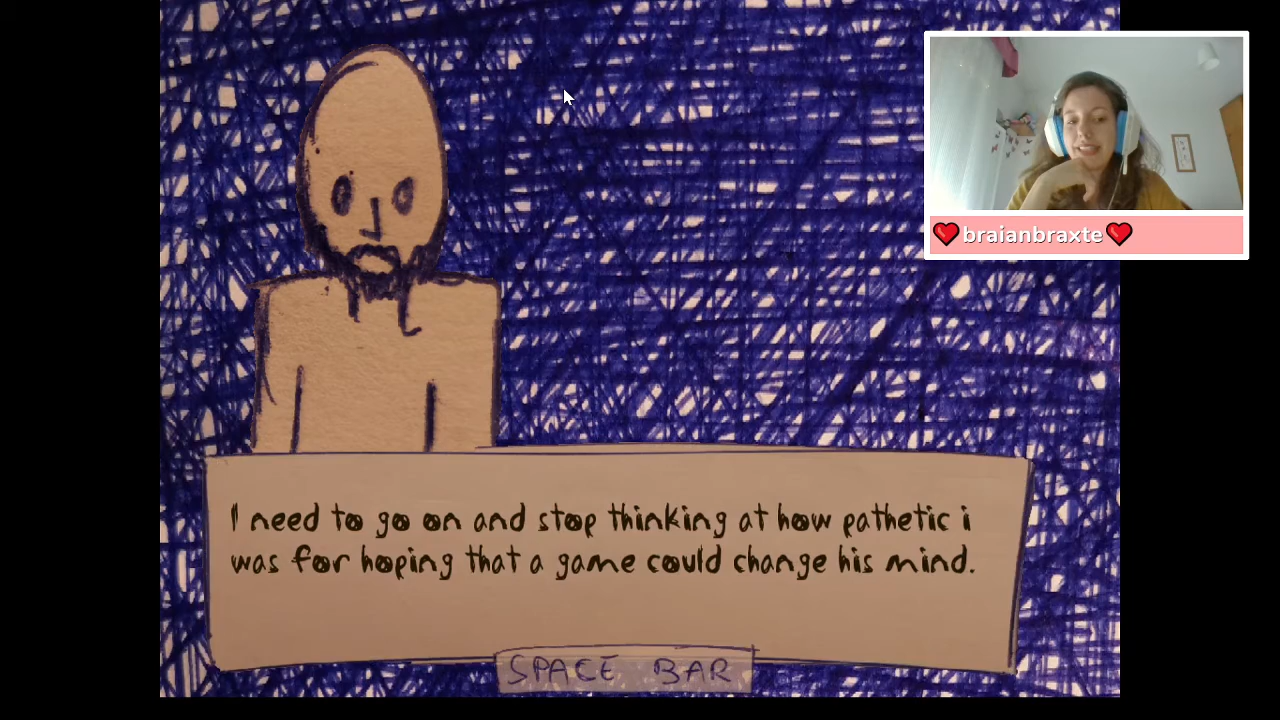 ❤️braianbraxte❤️
I need to go on and stop thinking at how pathetic i
was for hoping that a game could change his mind.
SPACE BAR